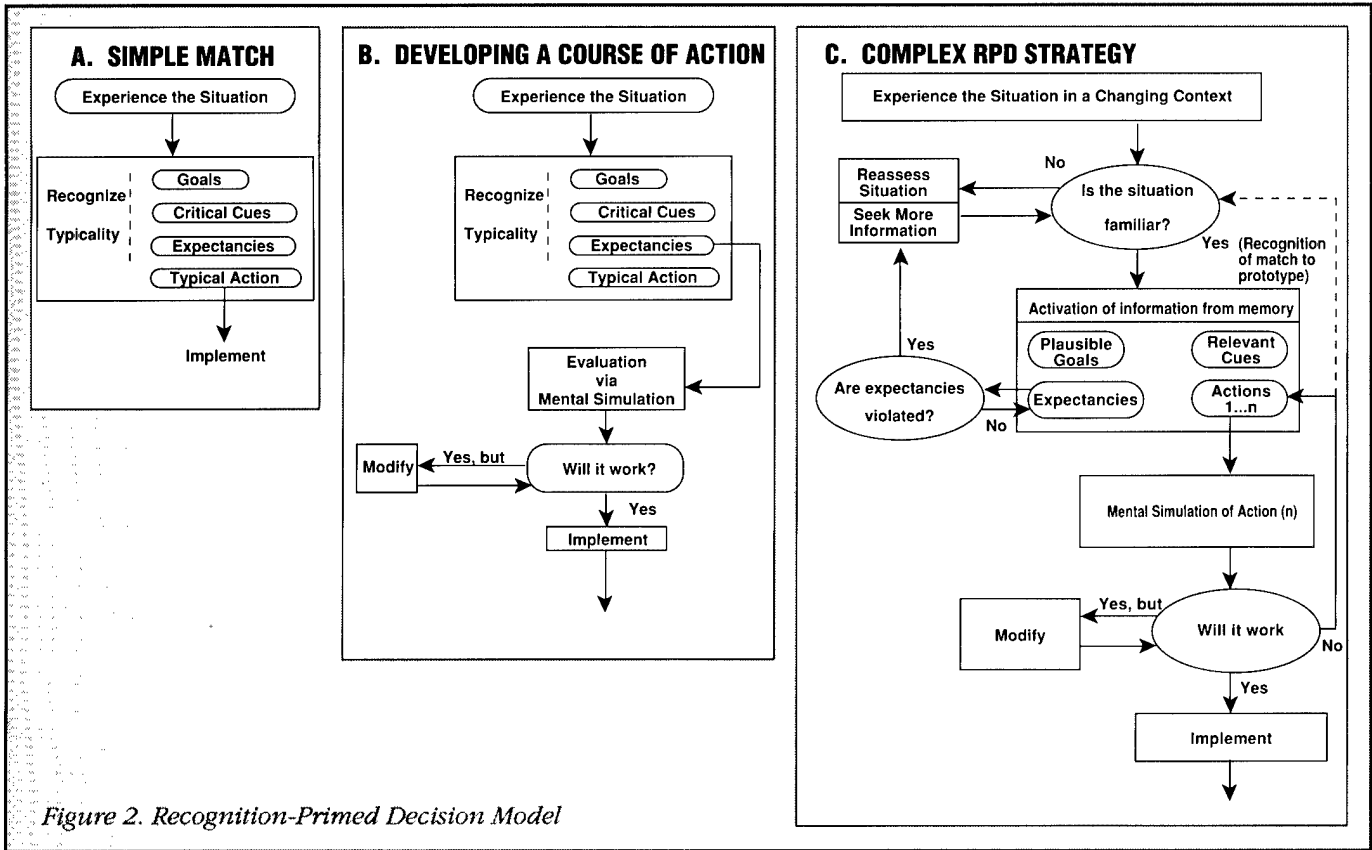 A. SIMPLE MATCH
Experience the Situation
Recognize
Typicality
Goals
Critical Cues
Expectancies
Typical Action
Implement
B. DEVELOPING A COURSE OF ACTION
Experience the Situation
Recognize
Typicality
Goals
Critical Cues
Expectancies
Typical Action
Evaluation
via
Mental Simulation
Modify
Yes, but
Will it work?
Yes
Implement
C. COMPLEX RPD STRATEGY
Experience the Situation in a Changing Context
No
Reassess
Situation
Seek More
Information
Is the situation
familiar?
Yes
(Recognition
of match to
prototype)
Activation of information from memory
Plausible
Goals
Relevant
Cues
Expectancies
Actions
1...n
Yes
Are expectancies
violated?
No
Mental Simulation of Action (n)
Yes, but
Modify
Will it work
No
Yes
Implement
Figure 2. Recognition-Primed Decision Model